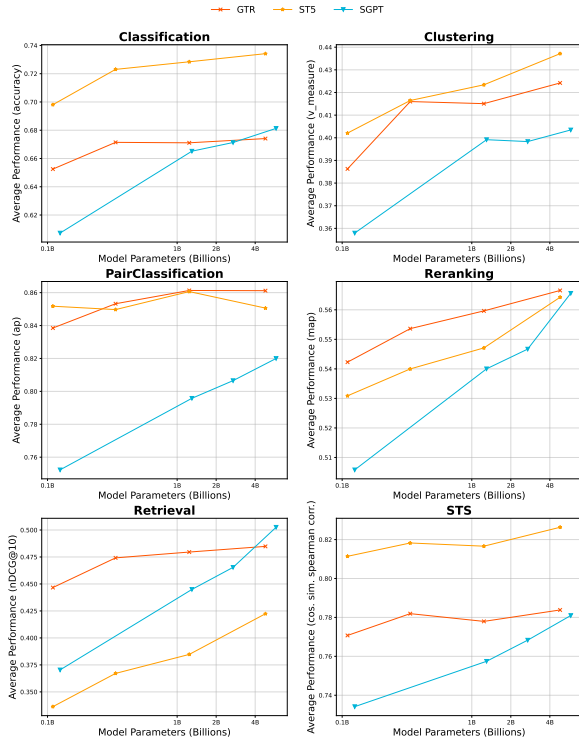 GTR ST5 SGPT
Classification
Average Performance (accuracy)
0.74
0.72
0.70
0.68
0.66
0.64
0.62
0.1B 1B 2B 4B
Model Parameters (Billions)
Clustering
Average Performance (v_measure)
0.44
0.43
0.42
0.41
0.40
0.39
0.38
0.37
0.36
0.1B 1B 2B 4B
Model Parameters (Billions)
PairClassification
Average Performance (ap)
0.86
0.84
0.82
0.80
0.78
0.76
0.1B 1B 2B 4B
Model Parameters (Billions)
Reranking
Average Performance (map)
0.56
0.55
0.54
0.53
0.52
0.51
0.1B 1B 2B 4B
Model Parameters (Billions)
Retrieval
Average Performance (nDCG@10)
0.500
0.475
0.450
0.425
0.400
0.375
0.350
0.1B 1B 2B 4B
Model Parameters (Billions)
STS
Average Performance (cos. sim. spearman corr.)
0.82
0.80
0.78
0.76
0.74
0.1B 1B 2B 4B
Model Parameters (Billions)